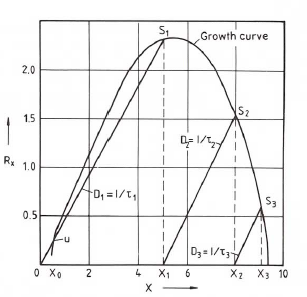 S₁
Growth curve
2,0
S₂
1.5
D₂=1/τ₂
Rₓ
1.0
D₁=1/τ₁
S₃
0.5
u
D₃=1/τ₃
0 X₀ 2 4 X₁ 6 X₂ 8 X₃ 10
X